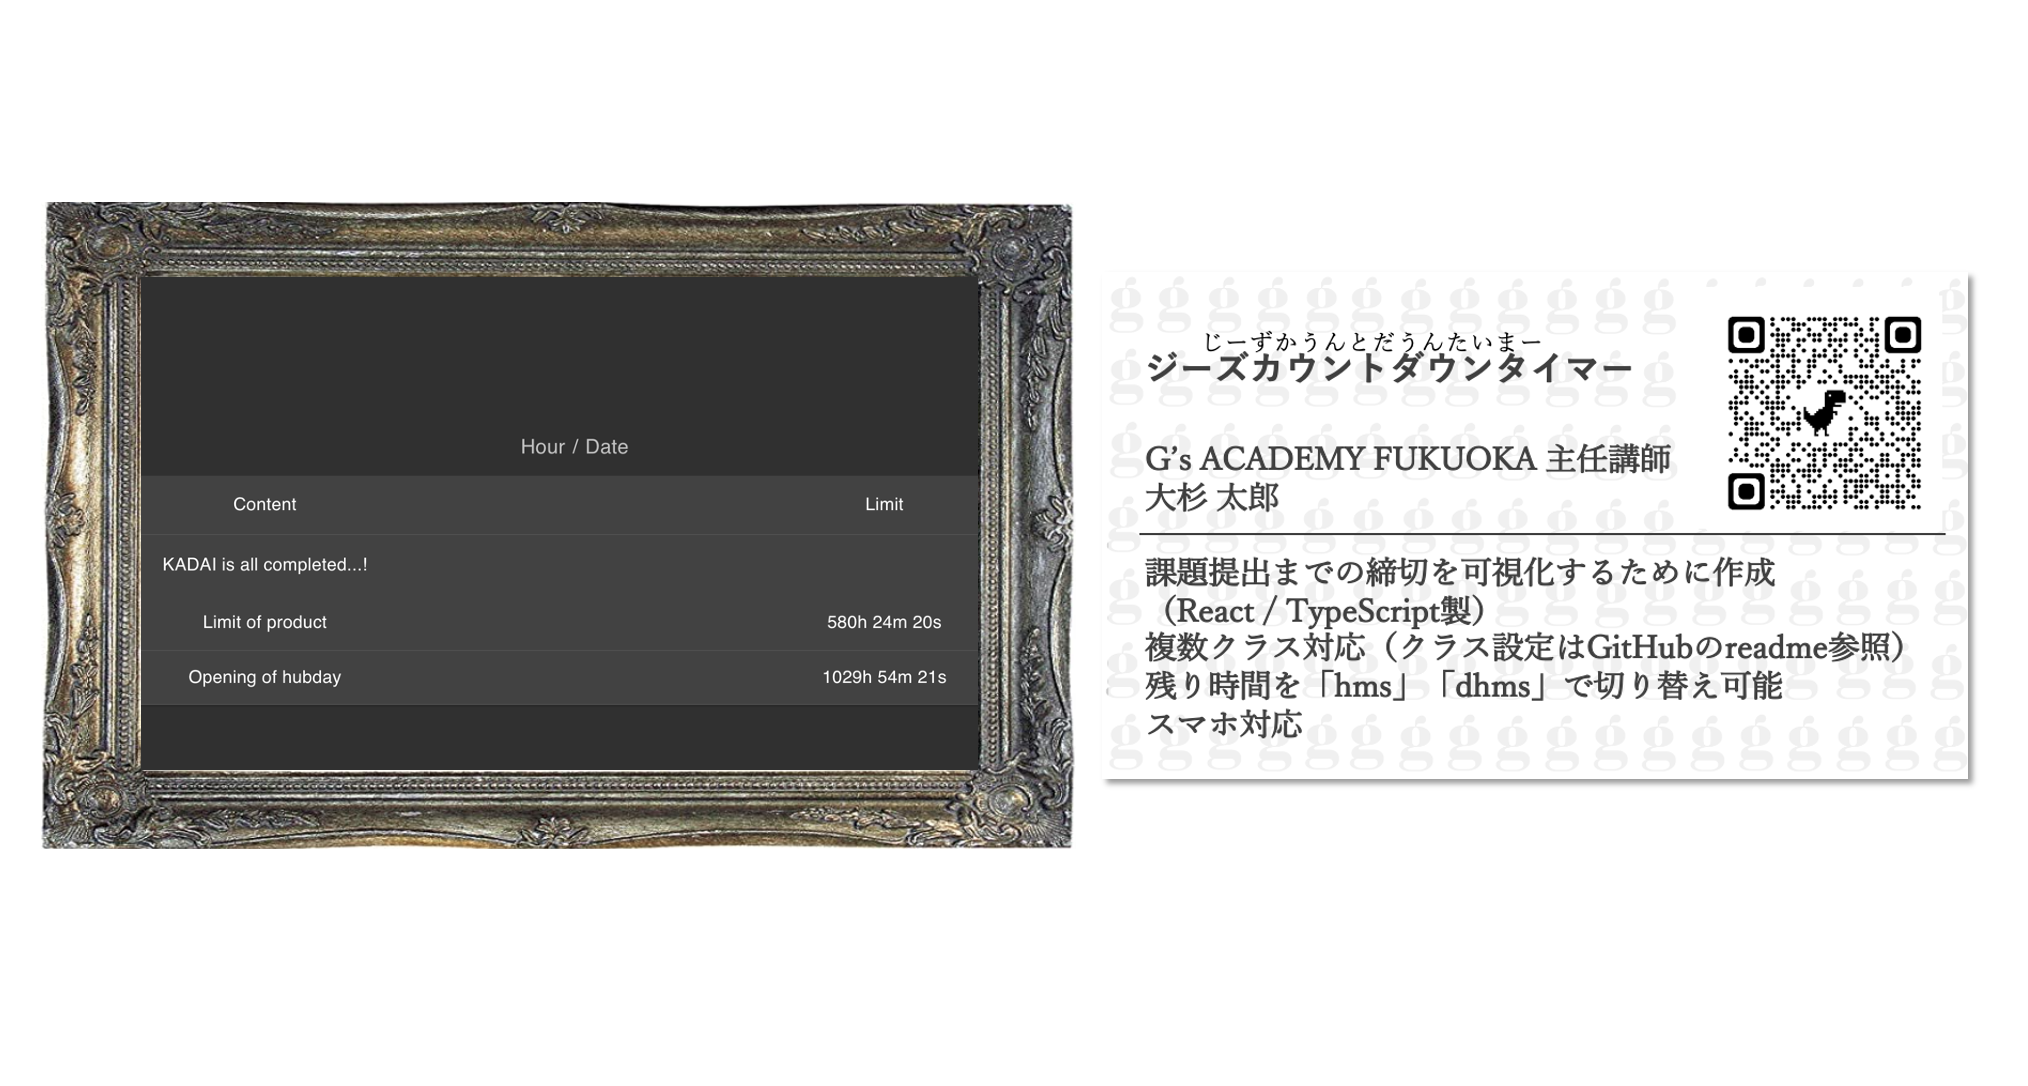 Hour / Date
Content Limit
KADAI is all completed...!
Limit of product 580h 24m 20s
Opening of hubday 1029h 54m 21s
じーずかうんとだうんたいまー
ジーズカウントダウンタイマー
G’s ACADEMY FUKUOKA 主任講師
大杉 太郎
課題提出までの締切を可視化するために作成
（React / TypeScript製）
複数クラス対応（クラス設定はGitHubのreadme参照）
残り時間を「hms」「dhms」で切り替え可能
スマホ対応